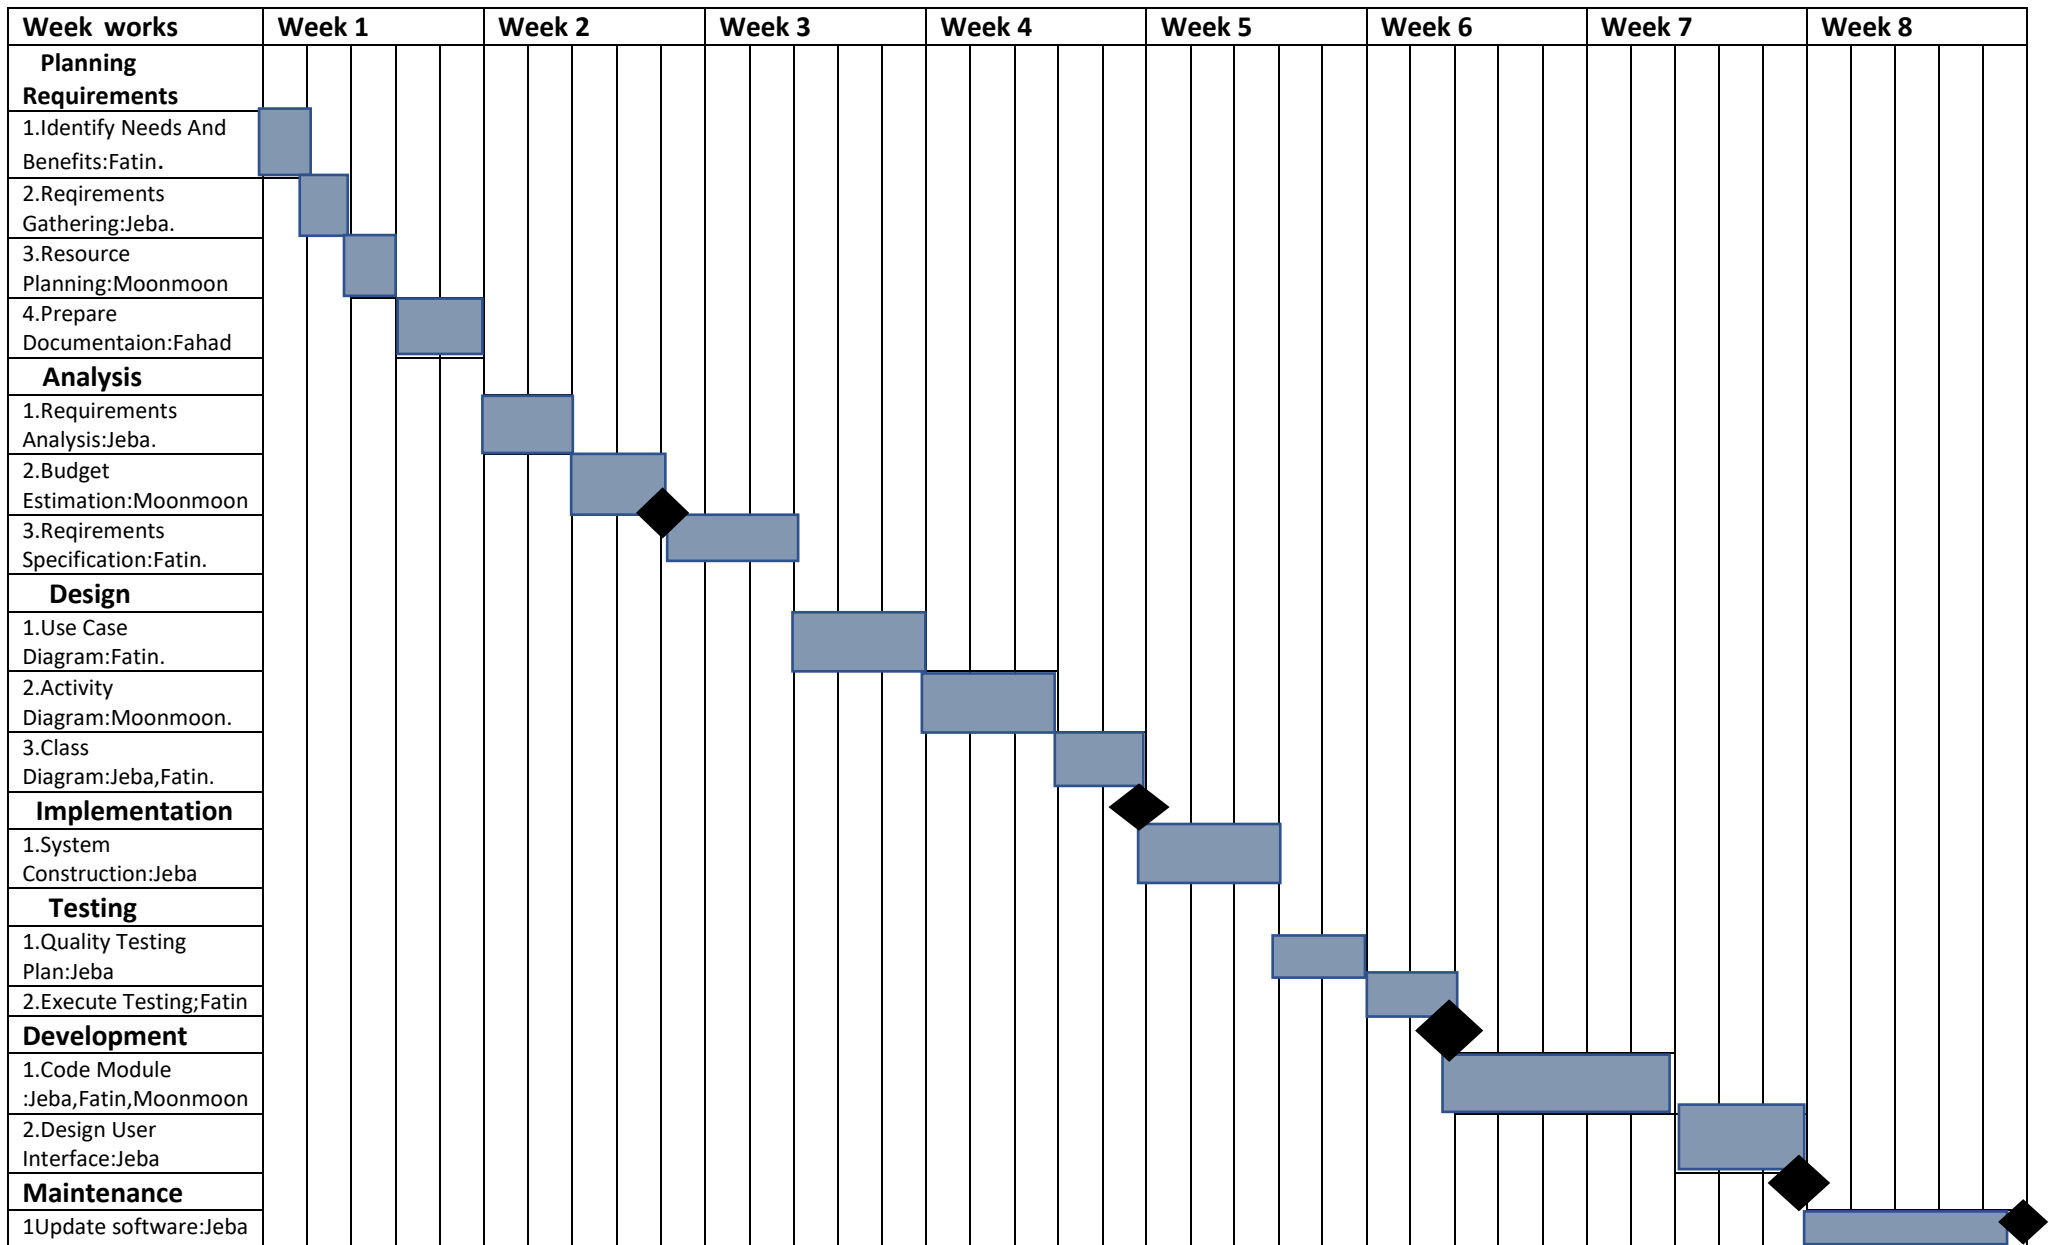 Week works Week 1 Week 2 Week 3 Week 4 Week 5 Week 6 Week 7 Week 8
Planning
Requirements
1.Identify Needs And
Benefits:Fatin.
2.Reqirements
Gathering:Jeba.
3.Resource
Planning:Moonmoon
4.Prepare
Documentaion:Fahad
Analysis
1.Requirements
Analysis:Jeba.
2.Budget
Estimation:Moonmoon
3.Reqirements
Specification:Fatin.
Design
1.Use Case
Diagram:Fatin.
2.Activity
Diagram:Moonmoon.
3.Class
Diagram:Jeba,Fatin.
Implementation
1.System
Construction:Jeba
Testing
1.Quality Testing
Plan:Jeba
2.Execute Testing;Fatin
Development
1.Code Module
:Jeba,Fatin,Moonmoon
2.Design User
Interface:Jeba
Maintenance
1Update software:Jeba